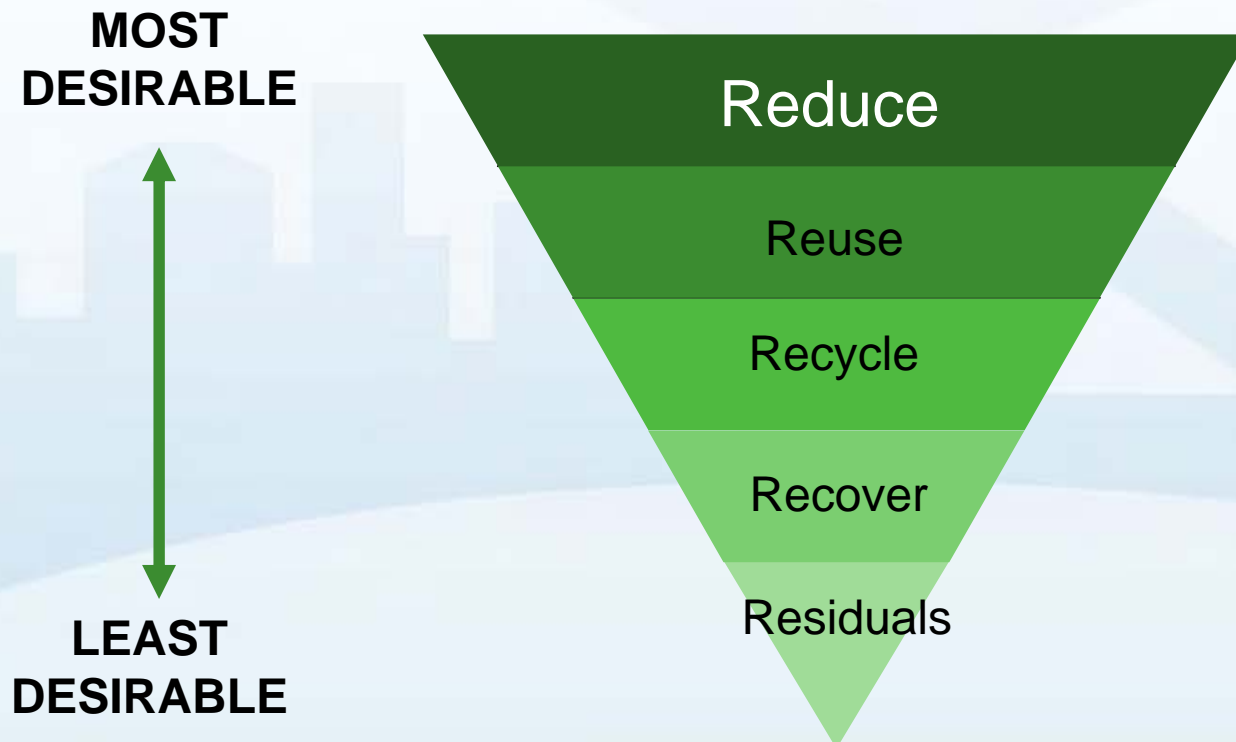 MOST
DESIRABLE
Reduce
Reuse
Recycle
Recover
Residuals
LEAST
DESIRABLE